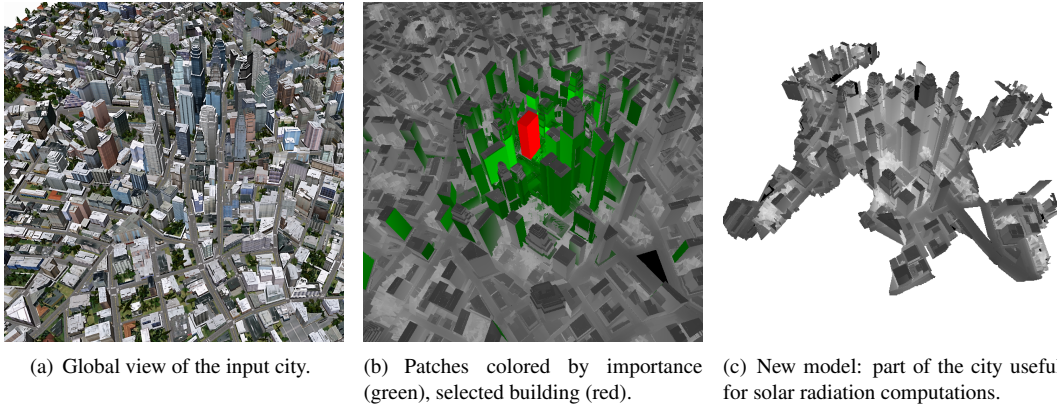 (a) Global view of the input city.
(b) Patches colored by importance
(green), selected building (red).
(c) New model: part of the city useful
for solar radiation computations.